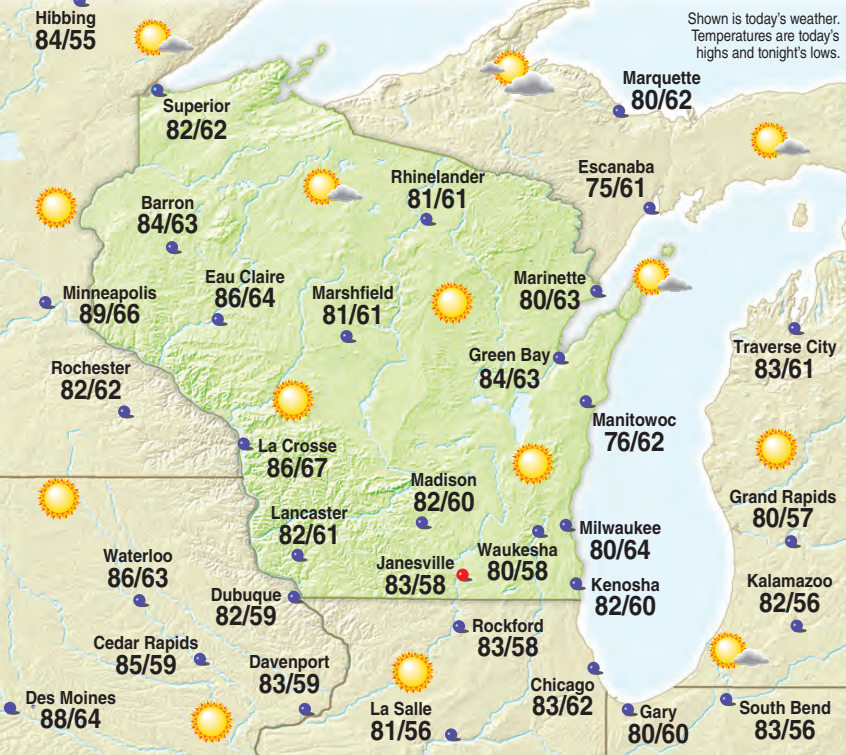 Hibbing
84/55
Shown is today's weather.
Temperatures are today's
highs and tonight's lows.
Marquette
80/62
Superior
82/62
Escanaba
75/61
Rhinelander
81/61
Barron
84/63
Eau Claire
86/64
Marinette
80/63
Minneapolis
89/66
Marshfield
81/61
Traverse City
83/61
Green Bay
84/63
Rochester
82/62
Manitowoc
76/62
La Crosse
86/67
Madison
82/60
Grand Rapids
80/57
Lancaster
82/61
Milwaukee
80/64
Waukesha
80/58
Waterloo
86/63
Janesville
83/58
Kenosha
82/60
Kalamazoo
82/56
Dubuque
82/59
Rockford
83/58
Cedar Rapids
85/59
Davenport
83/59
Chicago
83/62
Des Moines
88/64
La Salle
81/56
Gary
80/60
South Bend
83/56